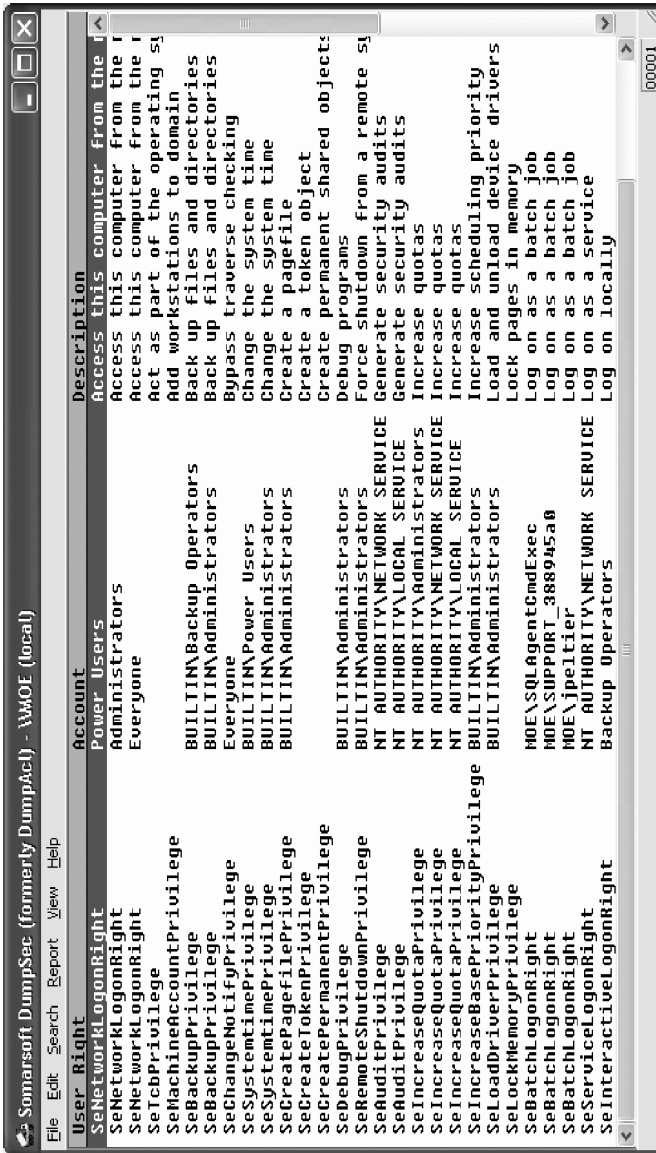 Somarsoft DumpSec (formerly DumpAcl) - \\MOE (local)
File Edit Search Report View Help
User Right Account Description
SeNetworkLogonRight Power Users Access this computer from the
SeNetworkLogonRight Administrators Access this computer from the
SeNetworkLogonRight Everyone Access this computer from the
SeTcbPrivilege Act as part of the operating sy
SeMachineAccountPrivilege Add workstations to domain
SeBackupPrivilege BUILTIN\Backup Operators Back up files and directories
SeBackupPrivilege BUILTIN\Administrators Back up files and directories
SeChangeNotifyPrivilege Everyone Bypass traverse checking
SeSystemtimePrivilege BUILTIN\Power Users Change the system time
SeSystemtimePrivilege BUILTIN\Administrators Change the system time
SeCreatePagefilePrivilege BUILTIN\Administrators Create a pagefile
SeCreateTokenPrivilege Create a token object
SeCreatePermanentPrivilege Create permanent shared objects
SeDebugPrivilege BUILTIN\Administrators Debug programs
SeRemoteShutdownPrivilege BUILTIN\Administrators Force shutdown from a remote sy
SeAuditPrivilege NT AUTHORITY\NETWORK SERVICE Generate security audits
SeAuditPrivilege NT AUTHORITY\LOCAL SERVICE Generate security audits
SeIncreaseQuotaPrivilege NT AUTHORITY\Administrators Increase quotas
SeIncreaseQuotaPrivilege NT AUTHORITY\NETWORK SERVICE Increase quotas
SeIncreaseQuotaPrivilege NT AUTHORITY\LOCAL SERVICE Increase quotas
SeIncreaseBasePriorityPrivilege BUILTIN\Administrators Increase scheduling priority
SeLoadDriverPrivilege BUILTIN\Administrators Load and unload device drivers
SeLockMemoryPrivilege Lock pages in memory
SeBatchLogonRight MOE\SQLAgentCmdExec Log on as a batch job
SeBatchLogonRight MOE\SUPPORT_388945a0 Log on as a batch job
SeBatchLogonRight MOE\jpeltier Log on as a batch job
SeServiceLogonRight NT AUTHORITY\NETWORK SERVICE Log on as a service
SeInteractiveLogonRight Backup Operators Log on locally
00001